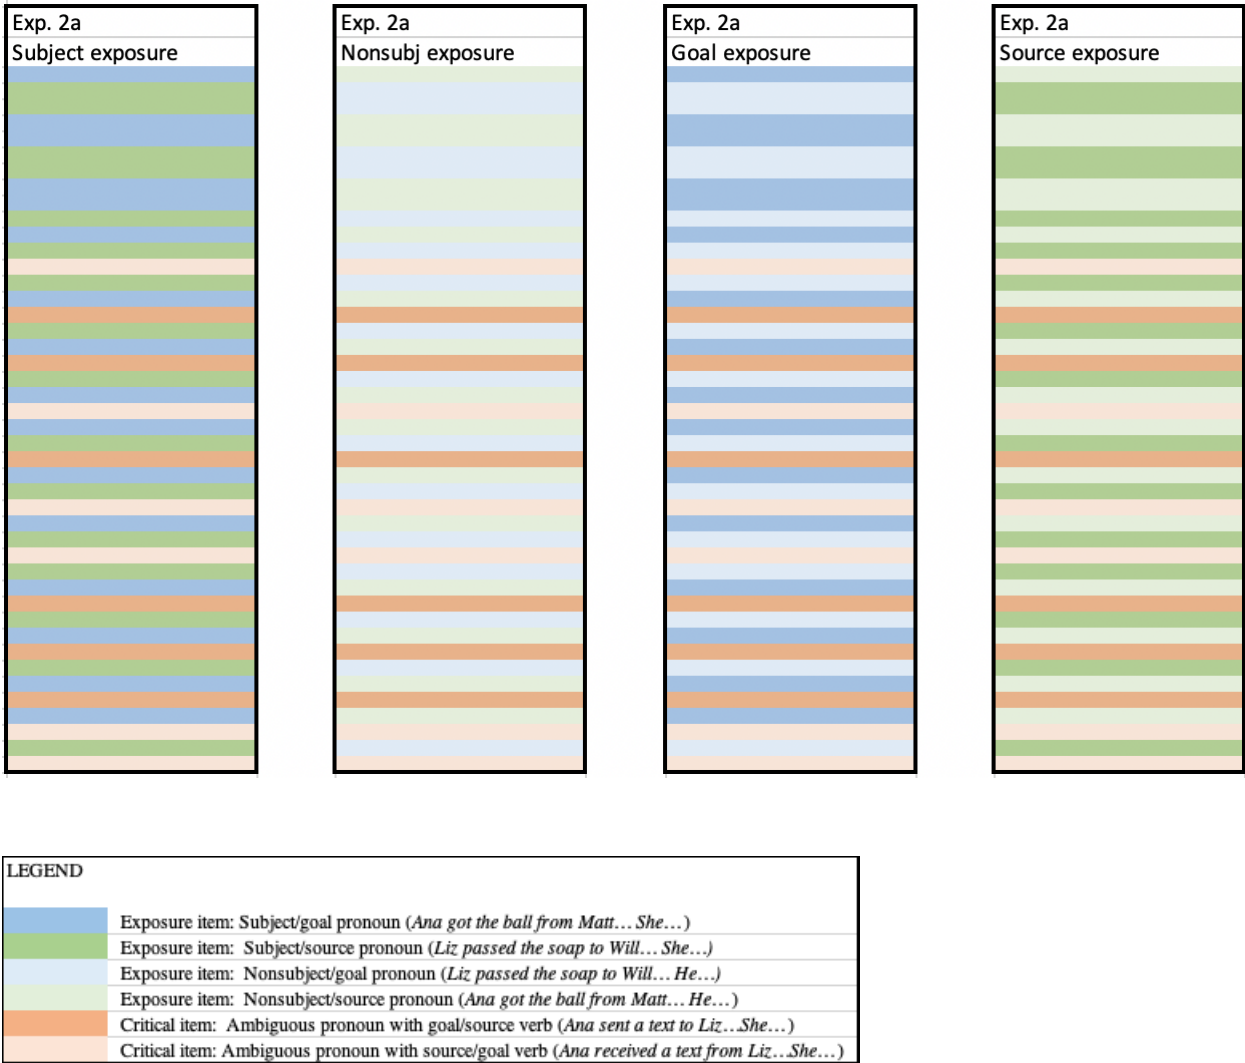 Exp. 2a
Subject exposure
Exp. 2a
Nonsubj exposure
Exp. 2a
Goal exposure
Exp. 2a
Source exposure
LEGEND
Exposure item: Subject/goal pronoun (Ana got the ball from Matt… She…)
Exposure item:  Subject/source pronoun (Liz passed the soap to Will… She…)
Exposure item:  Nonsubject/goal pronoun (Liz passed the soap to Will… He…)
Exposure item:  Nonsubject/source pronoun (Ana got the ball from Matt… He…)
Critical item:  Ambiguous pronoun with goal/source verb (Ana sent a text to Liz…She…)
Critical item: Ambiguous pronoun with source/goal verb (Ana received a text from Liz…She…)